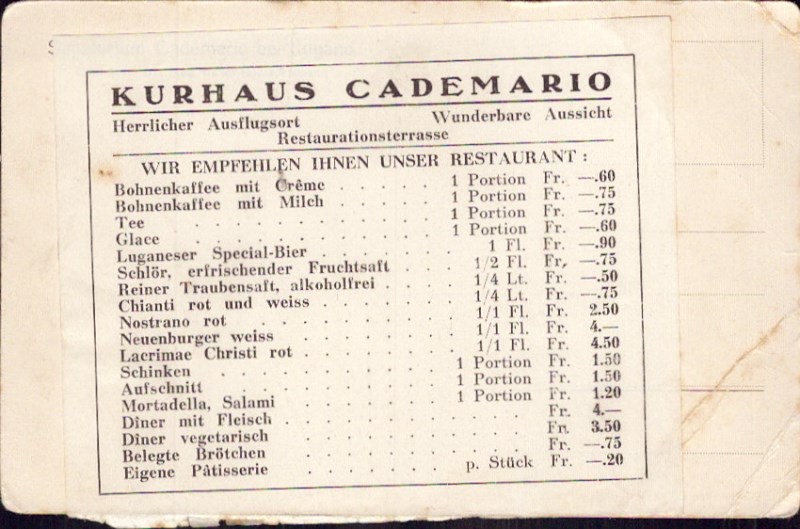 KURHAUS CADEMARIO
Herrlicher Ausflugsort Wunderbare Aussicht
Restaurationsterrasse
WIR EMPFEHLEN IHNEN UNSER RESTAURANT :
Bohnenkaffee mit Crême . . . . . 1 Portion Fr. —.60
Bohnenkaffee mit Milch . . . . . 1 Portion Fr. —.75
Tee . . . . . . . . . 1 Portion Fr. —.75
Glace . . . . . . . . . 1 Portion Fr. —.60
Luganeser Special-Bier . . . . . 1 Fl. Fr. —.90
Schlör, erfrischender Fruchtsaft . . . 1/2 Fl. Fr. —.75
Reiner Traubensaft, alkoholfrei . . . . 1/4 Lt. Fr. —.50
Chianti rot und weiss . . . . . . 1/4 Lt. Fr. —.75
Nostrano rot . . . . . . . . 1/1 Fl. Fr. 2.50
Neuenburger weiss . . . . . . . 1/1 Fl. Fr. 4.—
Lacrimae Christi rot . . . . . . . 1/1 Fl. Fr. 4.50
Schinken . . . . . . . . 1 Portion Fr. 1.50
Aufschnitt . . . . . . . . 1 Portion Fr. 1.50
Mortadella, Salami . . . . . . 1 Portion Fr. 1.20
Dîner mit Fleisch . . . . . . . . Fr. 4.—
Dîner vegetarisch . . . . . . . . Fr. 3.50
Belegte Brötchen . . . . . . . . Fr. —.75
Eigene Pâtisserie . . . . . . p. Stück Fr. —.20